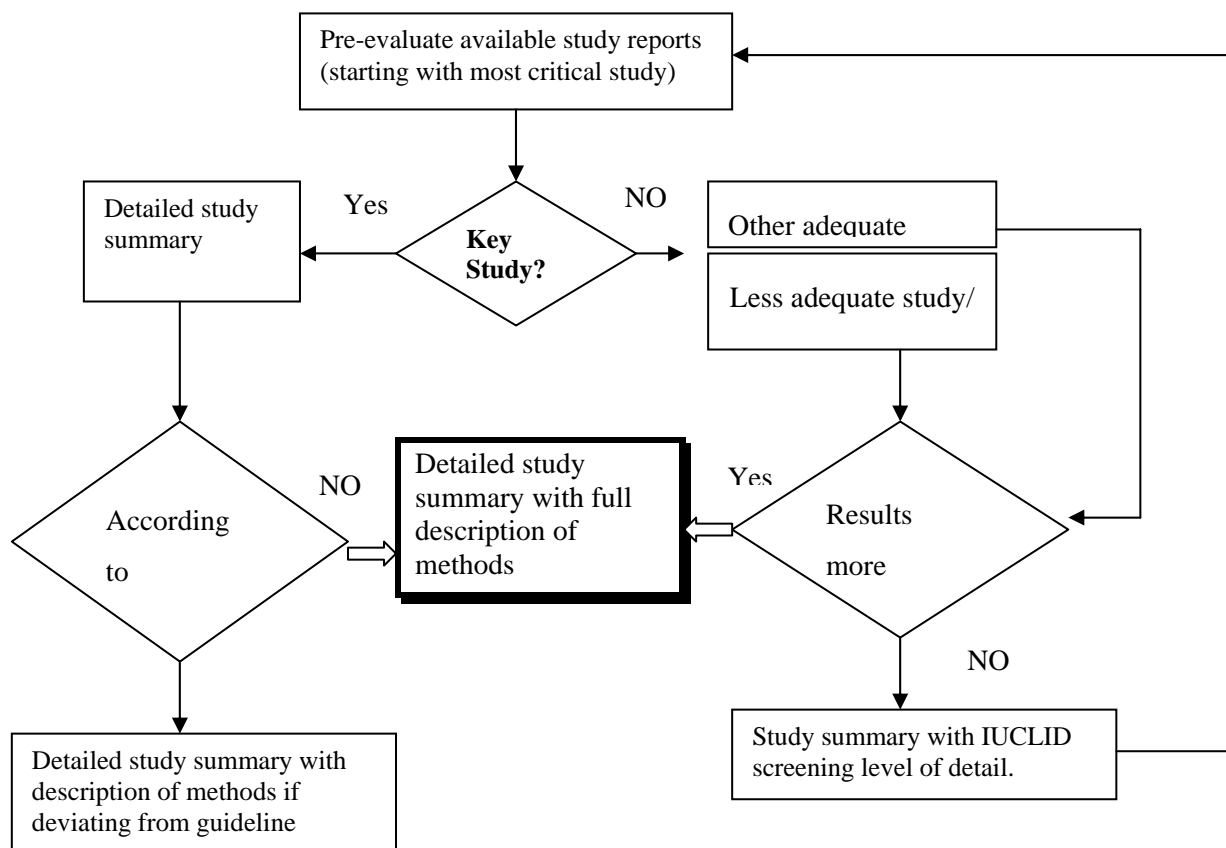 Pre-evaluate available study reports
(starting with most critical study)
Yes
NO
Detailed study
summary
Key
Study?
Other adequate
Less adequate study/
NO
Detailed study
summary with full
description of
methods
Yes
According
to
Results
more
NO
Detailed study summary with
description of methods if
deviating from guideline
Study summary with IUCLID
screening level of detail.